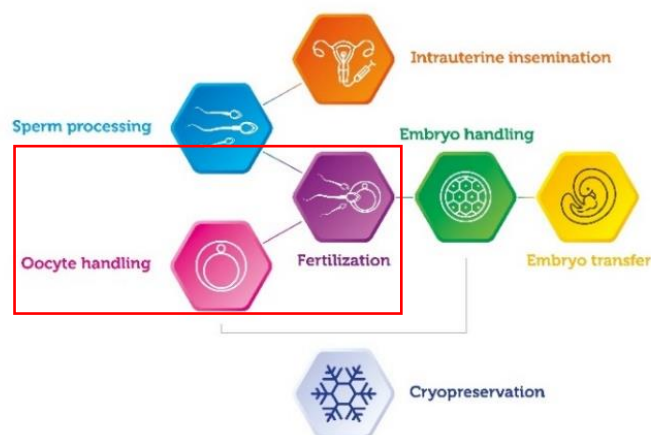 Intrauterine insemination
Sperm processing
Embryo handling
Oocyte handling
Fertilization
Embryo transfer
Cryopreservation